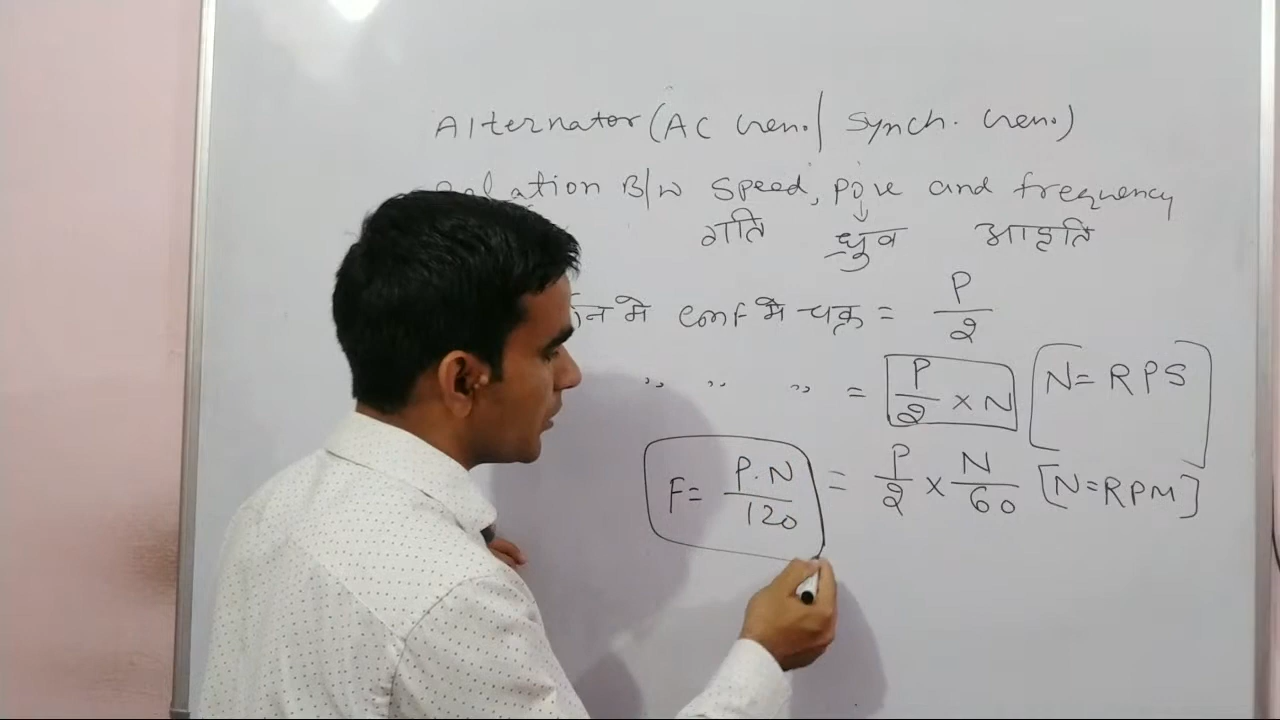 Alternator (AC Gen./ Synch. Gen.)
Relation B/w Speed, Pole and frequency
गति ध्रुव आवृति
में emf में चक्र = P/2
,, ,, ,, = P/2 × N [N = RPS]
F = P.N/120 = P/2 × N/60 [N=RPM]